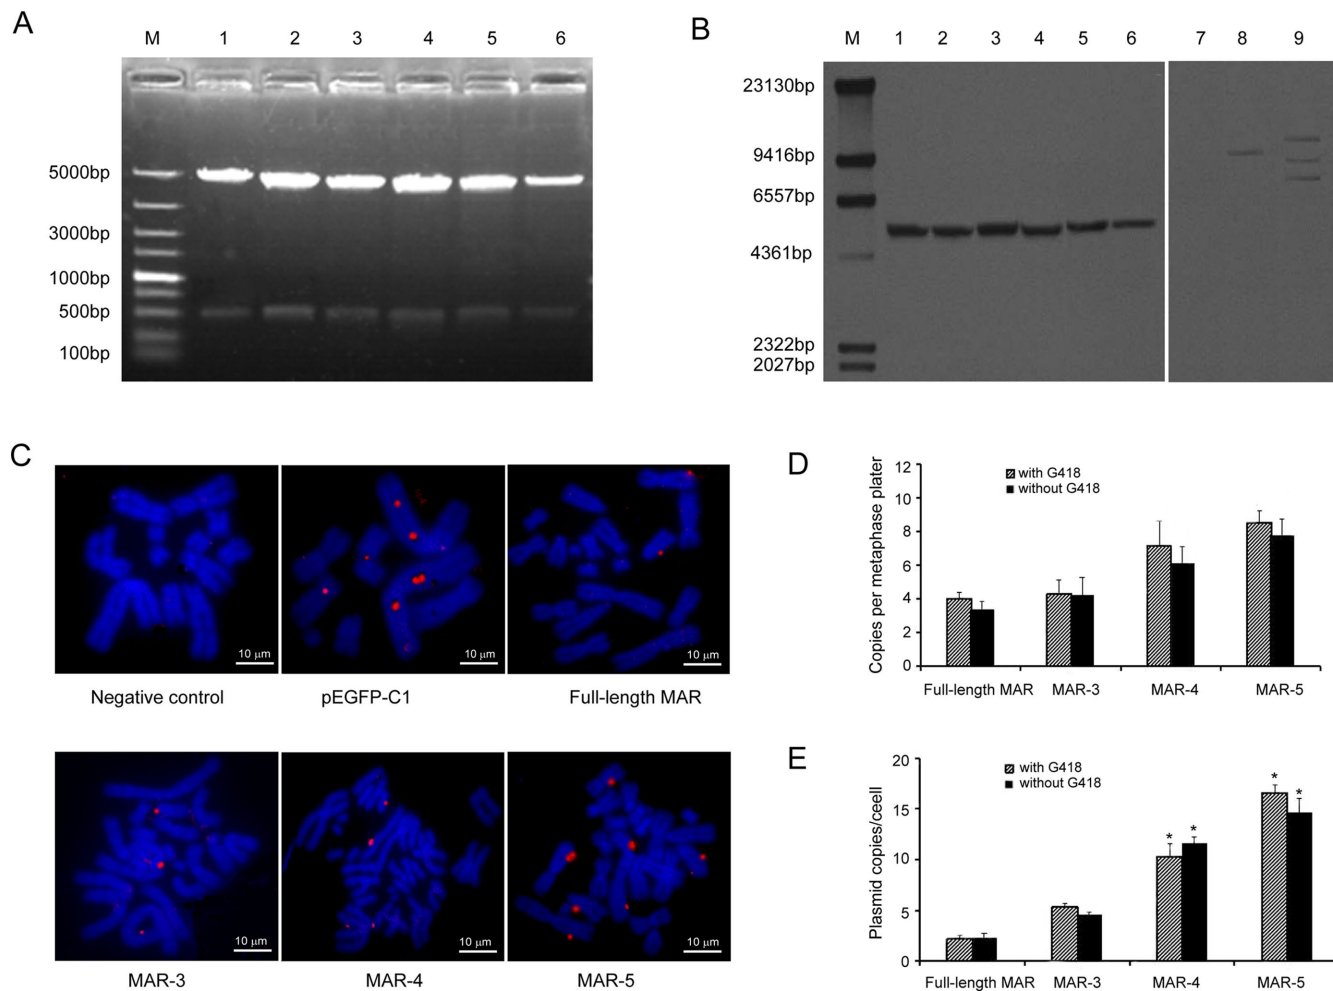 A
M 1 2 3 4 5 6
5000bp
3000bp
1000bp
500bp
100bp
B
M 1 2 3 4 5 6 7 8 9
23130bp
9416bp
6557bp
4361bp
2322bp
2027bp
C
10 μm
10 μm
10 μm
Negative control
pEGFP-C1
Full-length MAR
10 μm
10 μm
10 μm
MAR-3
MAR-4
MAR-5
D
Copies per metaphase plater
12
10
8
6
4
2
0
with G418
without G418
Full-length MAR
MAR-3
MAR-4
MAR-5
E
Plasmid copies/ceell
20
15
10
5
0
with G418
without G418
*
*
*
*
Full-length MAR
MAR-3
MAR-4
MAR-5